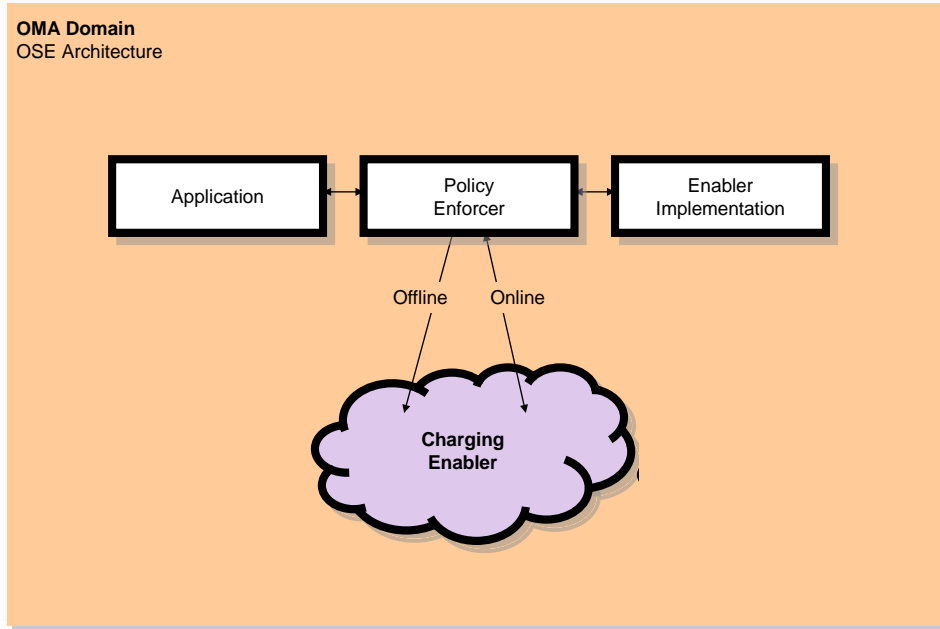 OMA Domain
OSE Architecture
Application
Policy
Enforcer
Enabler
Implementation
Offline
Online
Charging
Enabler